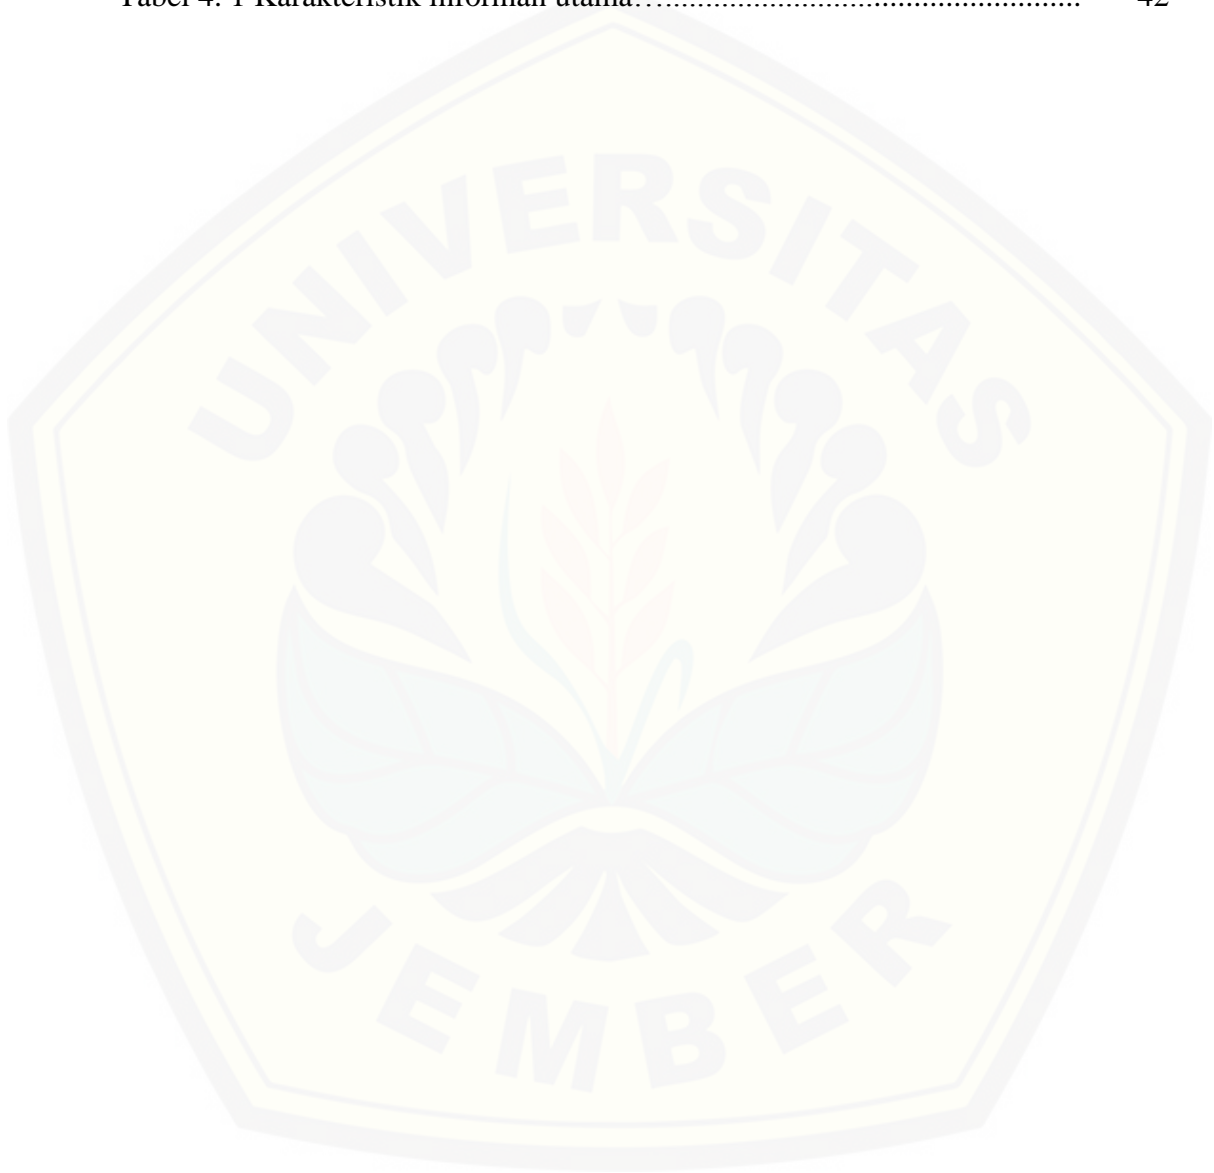 Tabel 4. 1 Karakteristik informan utama…..................................................... 42
UNIVERSITAS
JEMBER